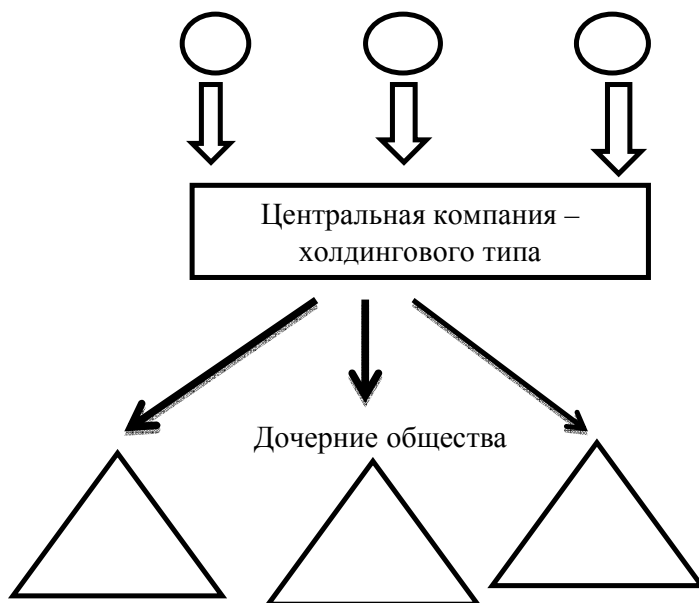 Центральная компания –
холдингового типа
Дочерние общества